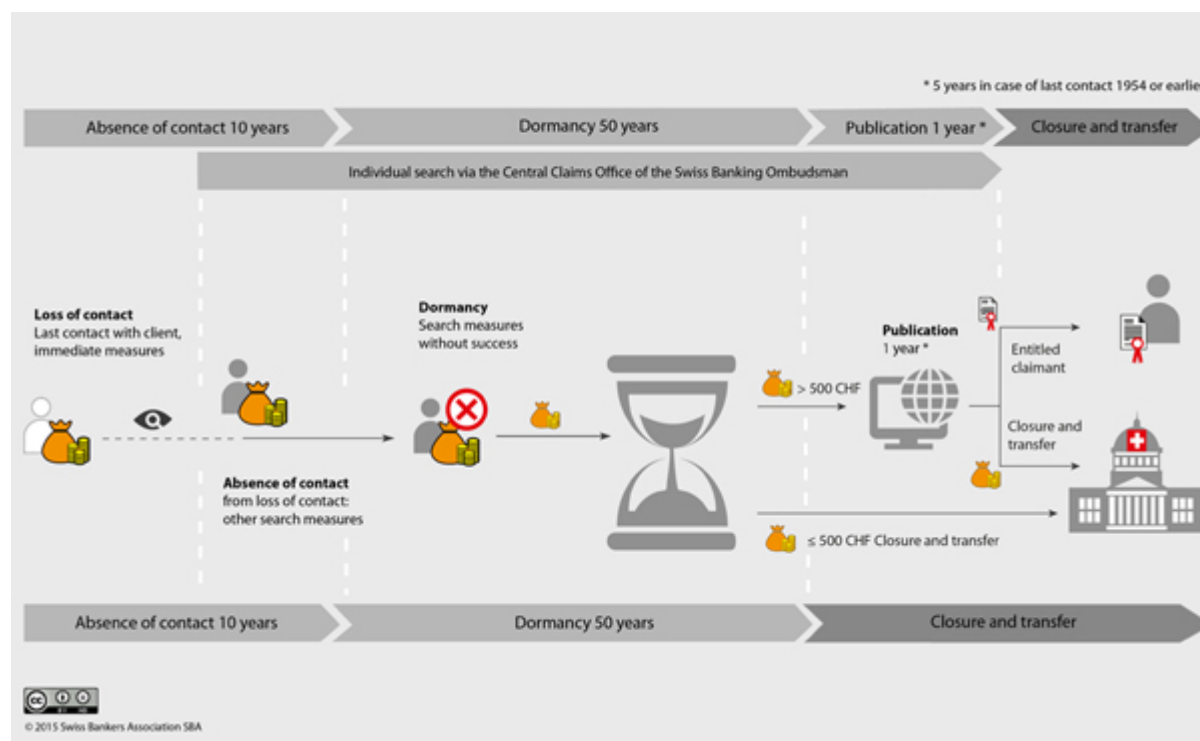 * 5 years in case of last contact 1954 or earlie
Absence of contact 10 years
Dormancy 50 years
Publication 1 year *
Closure and transfer
Individual search via the Central Claims Office of the Swiss Banking Ombudsman
Loss of contact
Last contact with client,
immediate measures
Absence of contact
from loss of contact:
other search measures
Dormancy
Search measures
without success
> 500 CHF
Publication
1 year *
Entitled
claimant
Closure and
transfer
≤ 500 CHF Closure and transfer
Absence of contact 10 years
Dormancy 50 years
Closure and transfer
cc
© 2015 Swiss Bankers Association SBA